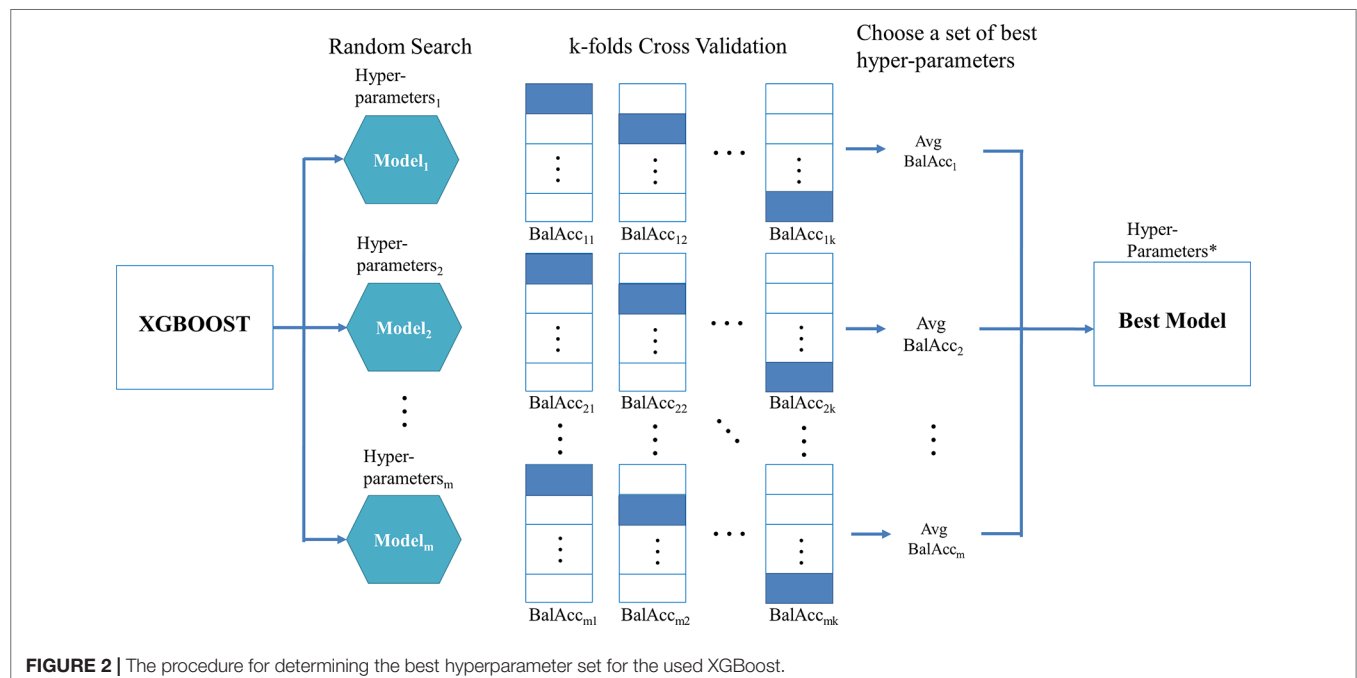 Random Search
k-folds Cross Validation
Choose a set of best
hyper-parameters
Hyper-
parameters₁
Model₁
BalAcc₁₁
BalAcc₁₂
BalAcc₁ₖ
Avg
BalAcc₁
Hyper-
parameters₂
Model₂
BalAcc₂₁
BalAcc₂₂
BalAcc₂ₖ
Avg
BalAcc₂
XGBOOST
Hyper-
Parameters*
Best Model
Hyper-
parametersₘ
Modelₘ
BalAccₘ₁
BalAccₘ₂
BalAccₘₖ
Avg
BalAccₘ
FIGURE 2 | The procedure for determining the best hyperparameter set for the used XGBoost.